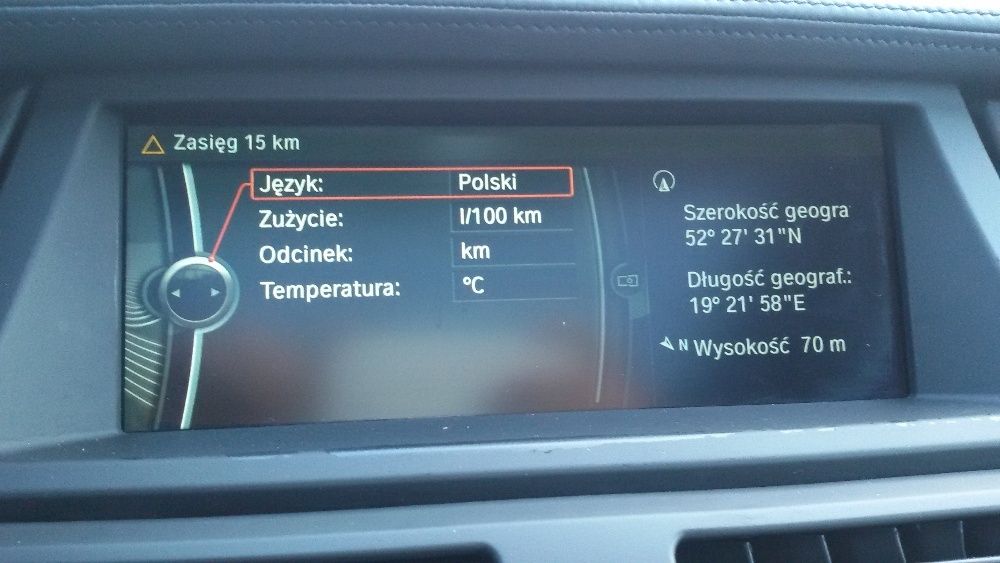 Zasięg 15 km
Język: Polski
Zużycie: l/100 km
Odcinek: km
Temperatura: °C
Szerokość geogra
52° 27' 31"N
Długość geograf.:
19° 21' 58"E
N Wysokość 70 m